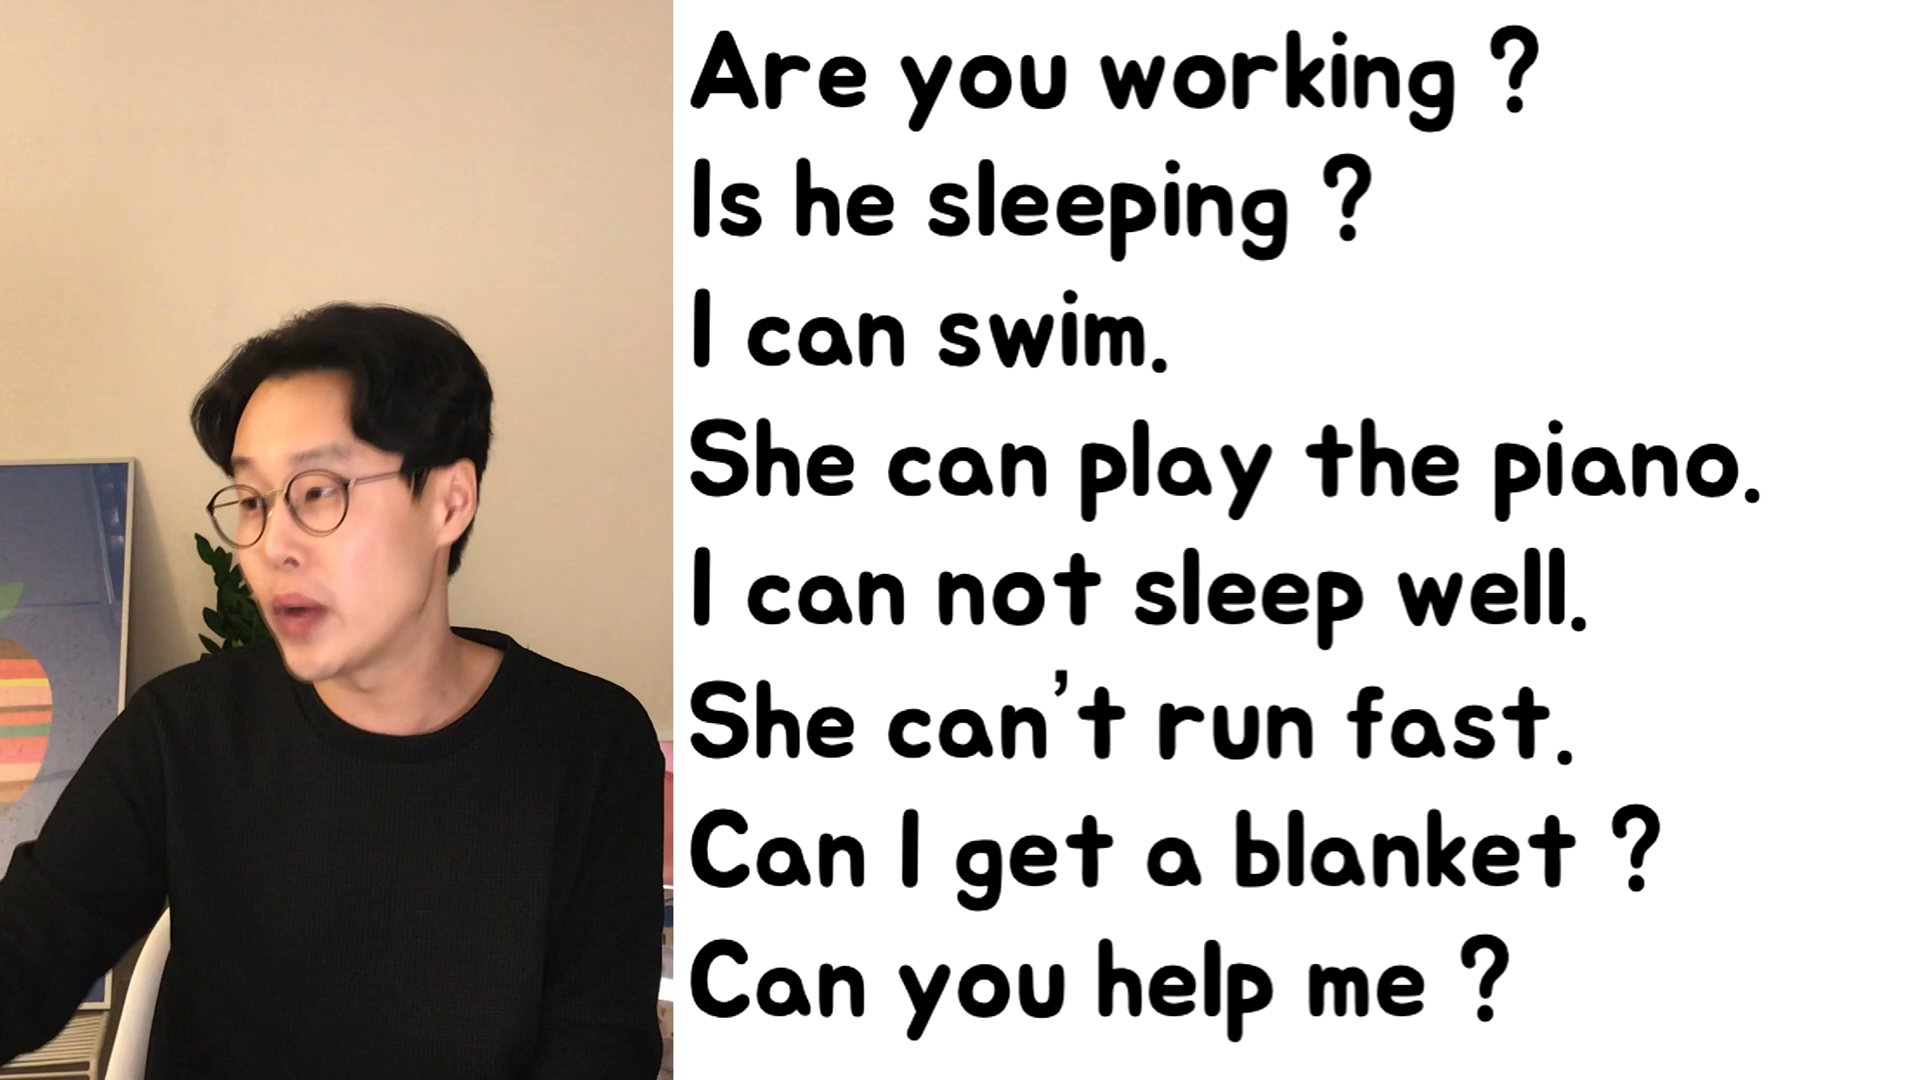 Are you working ?
Is he sleeping ?
I can swim.
She can play the piano.
I can not sleep well.
She can't run fast.
Can I get a blanket ?
Can you help me ?